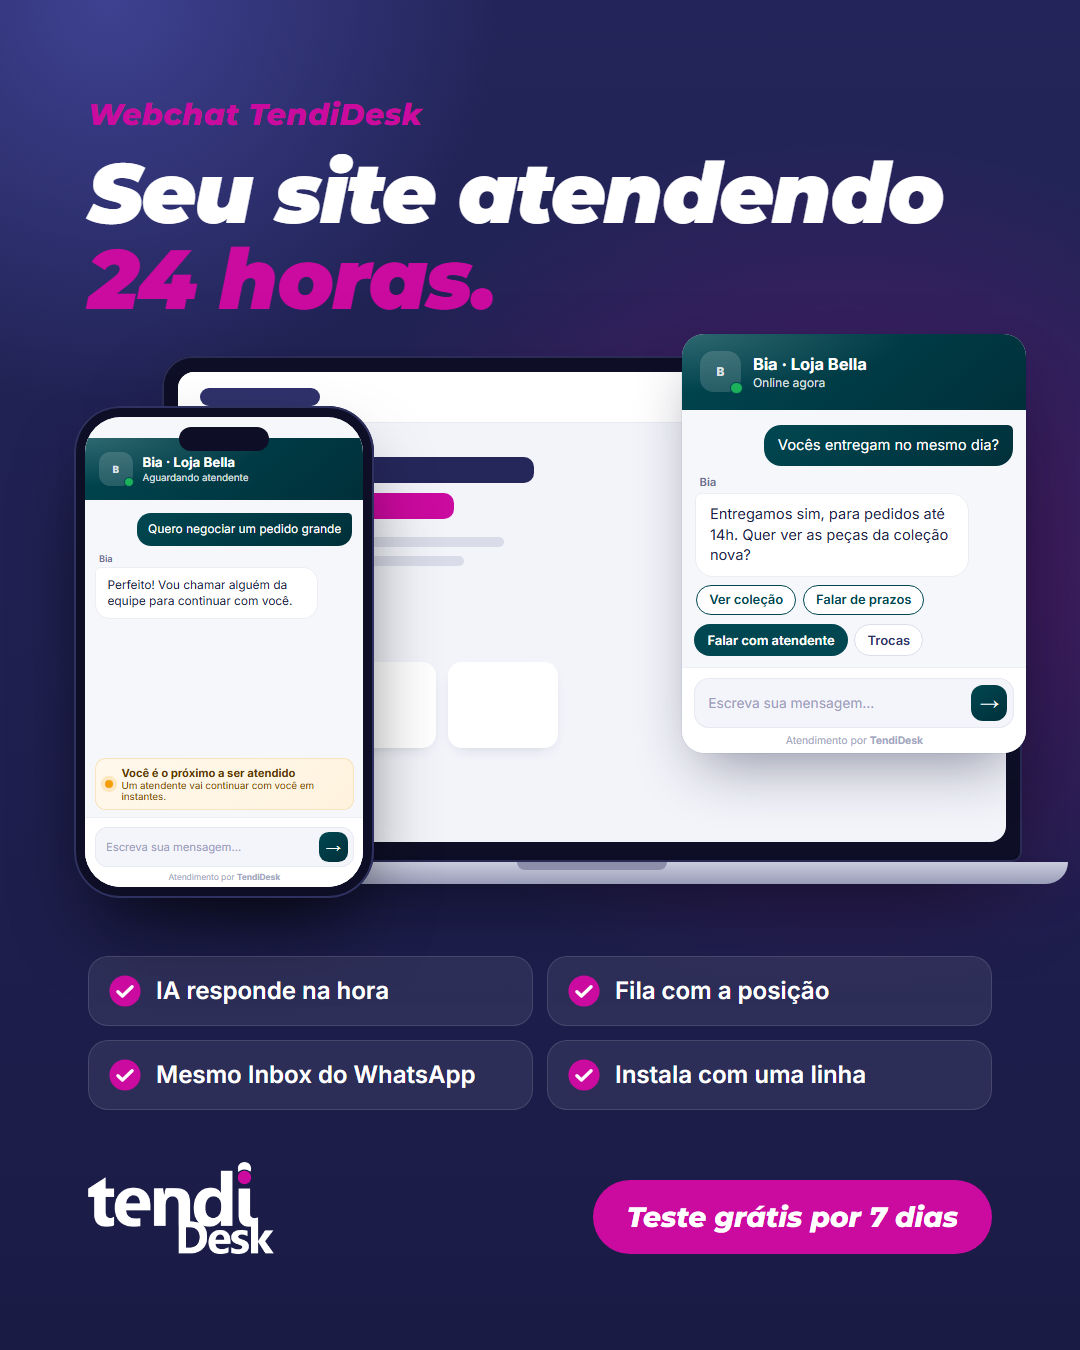 Webchat TendiDesk
Seu site atendendo
24 horas.
B
Bia · Loja Bella
Online agora
Vocês entregam no mesmo dia?
Bia
Entregamos sim, para pedidos até
14h. Quer ver as peças da coleção
nova?
Ver coleção
Falar de prazos
Falar com atendente
Trocas
Escreva sua mensagem...
Atendimento por TendiDesk
B
Bia · Loja Bella
Aguardando atendente
Quero negociar um pedido grande
Bia
Perfeito! Vou chamar alguém da
equipe para continuar com você.
Você é o próximo a ser atendido
Um atendente vai continuar com você em
instantes.
Escreva sua mensagem...
Atendimento por TendiDesk
IA responde na hora
Fila com a posição
Mesmo Inbox do WhatsApp
Instala com uma linha
tendi
Desk
Teste grátis por 7 dias